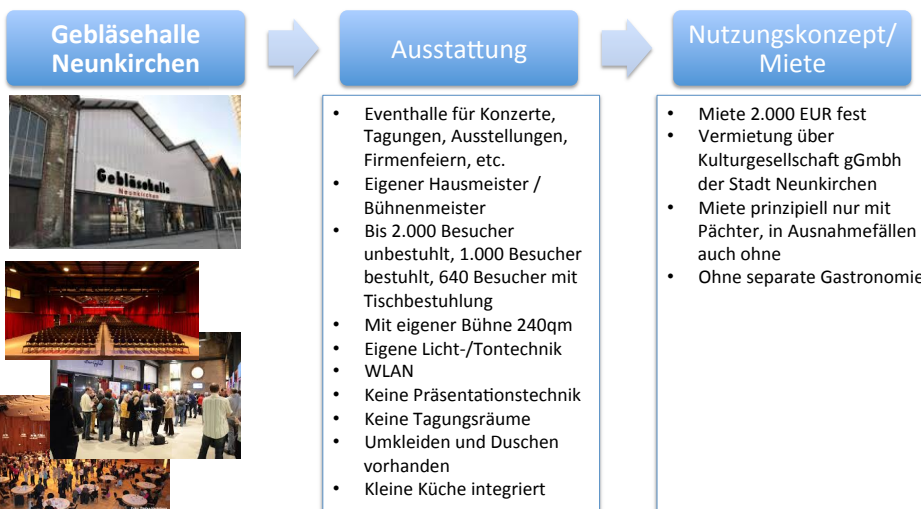 Gebläsehalle
Neunkirchen
Ausstattung
Nutzungskonzept/
Miete
Gebläsehalle
Neunkirchen
• Eventhalle für Konzerte,
Tagungen, Ausstellungen,
Firmenfeiern, etc.
• Eigener Hausmeister /
Bühnenmeister
• Bis 2.000 Besucher
unbestuhlt, 1.000 Besucher
bestuhlt, 640 Besucher mit
Tischbestuhlung
• Mit eigener Bühne 240qm
• Eigene Licht-/Tontechnik
• WLAN
• Keine Präsentationstechnik
• Keine Tagungsräume
• Umkleiden und Duschen
vorhanden
• Kleine Küche integriert
• Miete 2.000 EUR fest
• Vermietung über
Kulturgesellschaft gGmbh
der Stadt Neunkirchen
• Miete prinzipiell nur mit
Pächter, in Ausnahmefällen
auch ohne
• Ohne separate Gastronomie